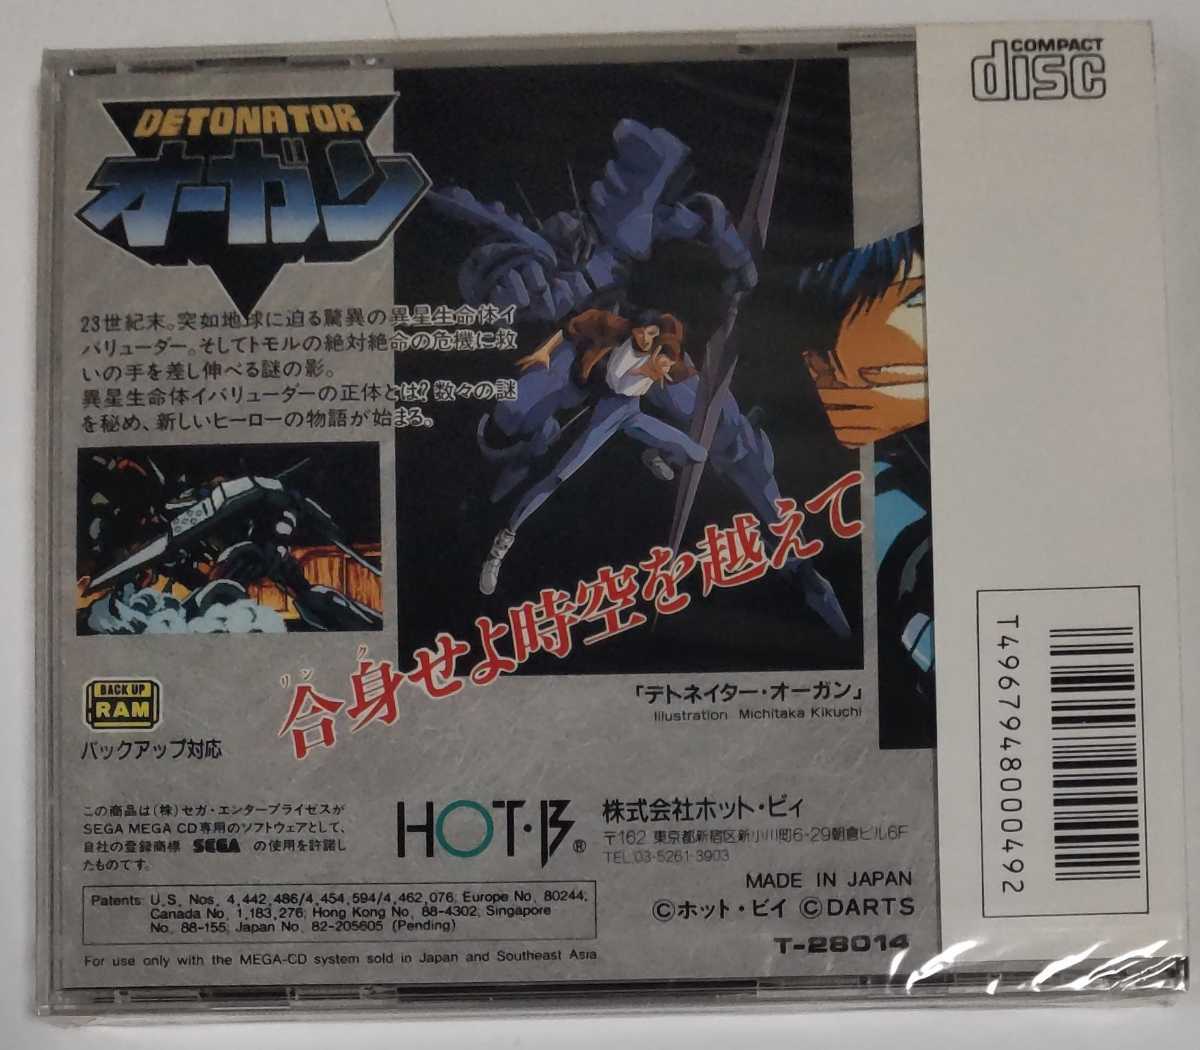 COMPACT
disc
DETONATOR
オーガン
23世紀末。突如地球に迫る驚異の異星生命体イ
バリューダー。そしてトモルの絶対絶命の危機に救
いの手を差し伸べる謎の影。
異星生命体イバリューダーの正体とは?数々の謎
を秘め、新しいヒーローの物語が始まる。
リンク
合身せよ時空を越えて
BACK UP
RAM
バックアップ対応
「デトネイター・オーガン」
Illustration Michitaka Kikuchi
この商品は(株)セガ・エンタープライゼスが
SEGA MEGA CD専用のソフトウェアとして、
自社の登録商標 SEGA の使用を許諾し
たものです。
HOT・B®
株式会社ホット・ビィ
〒162 東京都新宿区新小川町6-29朝倉ビル6F
TEL.03-5261-3903
Patents: U.S. Nos. 4,442,486/4,454,594/4,462,076; Europe No. 80244;
Canada No. 1,183,276; Hong Kong No. 88-4302; Singapore
No. 88-155; Japan No. 82-205605 (Pending)
For use only with the MEGA-CD system sold in Japan and Southeast Asia
MADE IN JAPAN
©ホット・ビィ ©DARTS
T-28014
T4967948000492